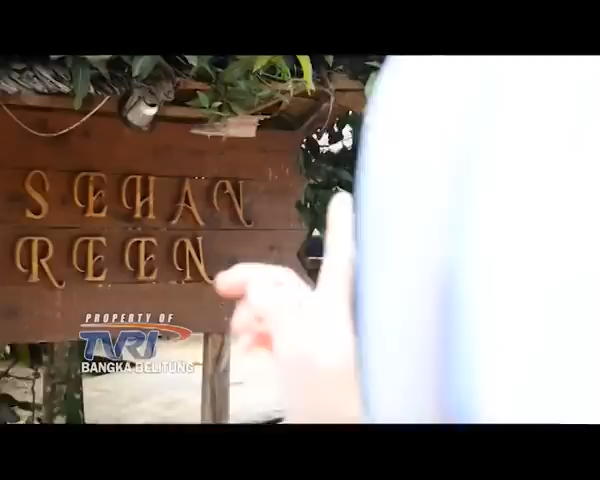 SEHAN
REEN
PROPERTY OF
TVRI
BANGKA BELITUNG